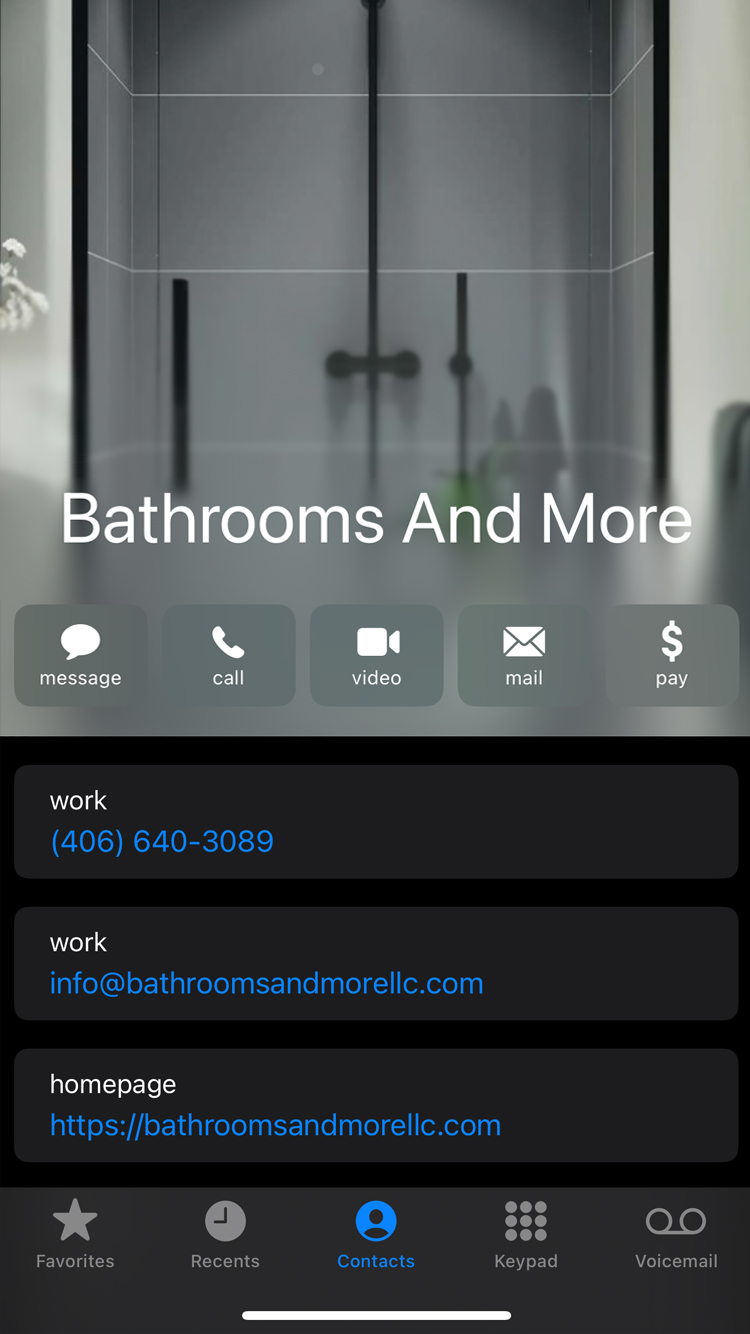 Bathrooms And More
message
call
video
mail
pay
work
(406) 640-3089
work
info@bathroomsandmorellc.com
homepage
https://bathroomsandmorellc.com
Favorites
Recents
Contacts
Keypad
Voicemail